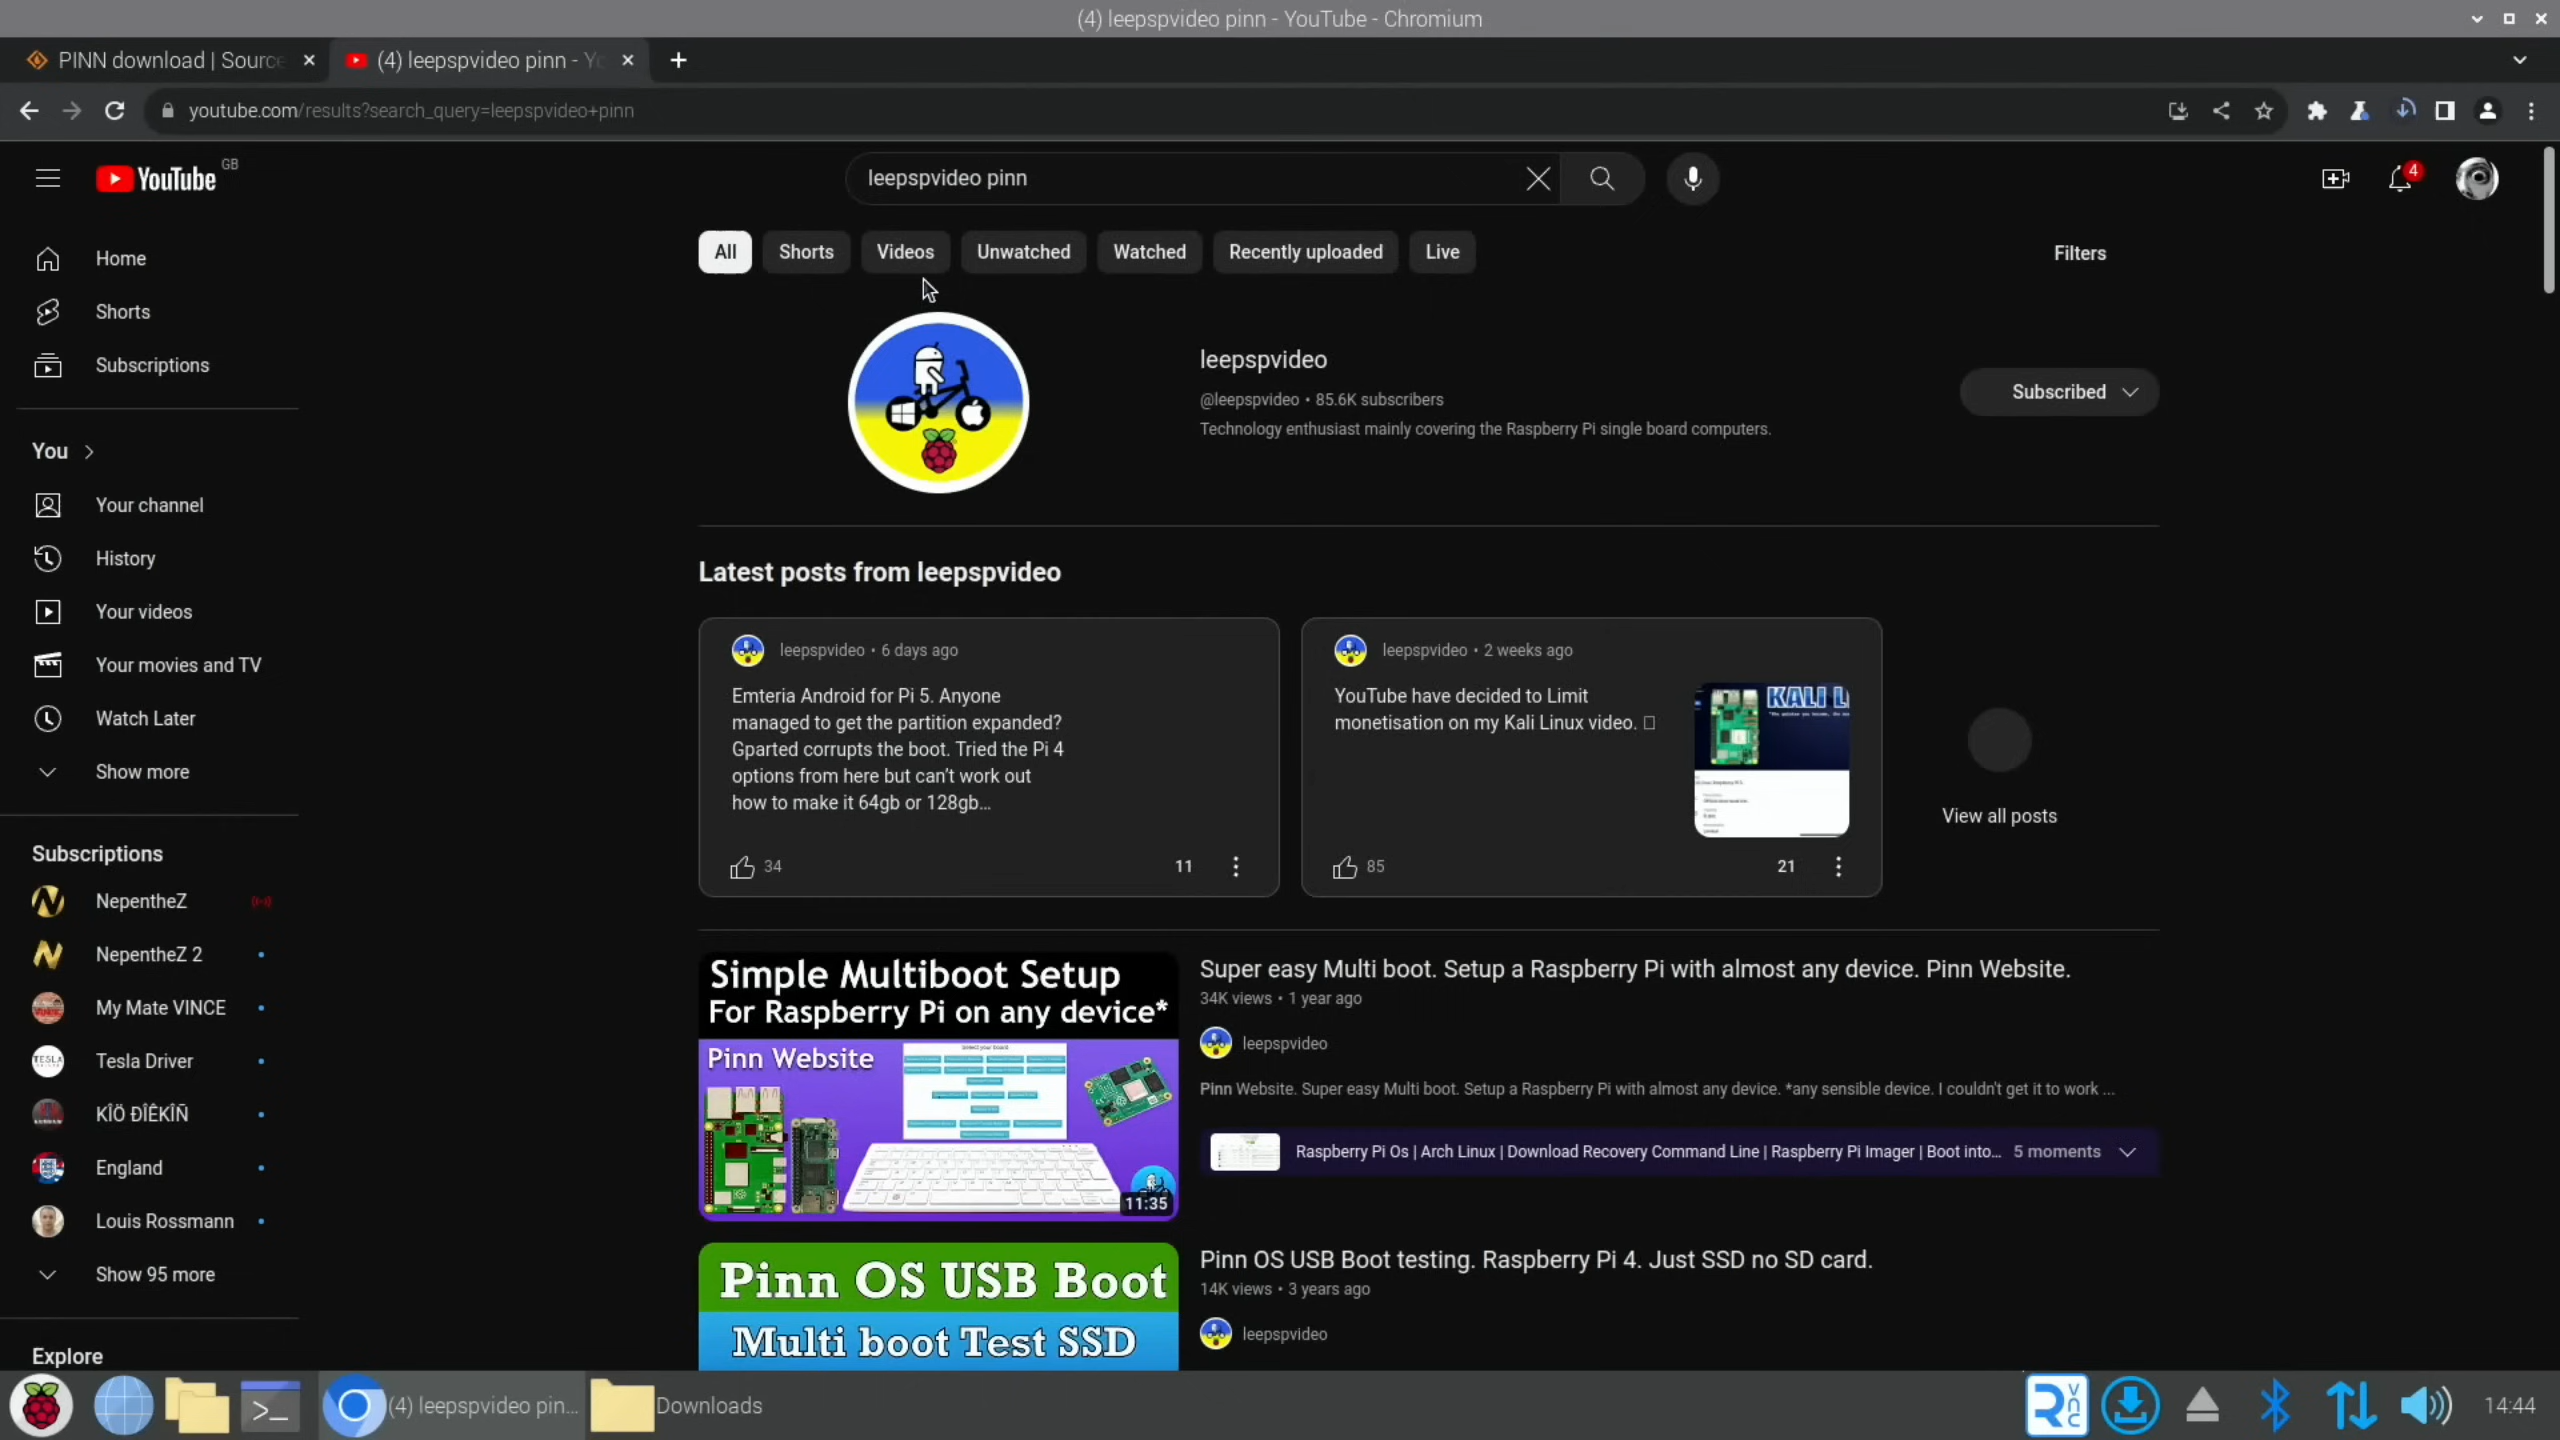 (4) leepspvideo pinn - YouTube - Chromium
PINN download | Source
(4) leepspvideo pinn - Yo
youtube.com/results?search_query=leepspvideo+pinn
YouTube
GB
leepspvideo pinn
4
All
Shorts
Videos
Unwatched
Watched
Recently uploaded
Live
Filters
Home
Shorts
Subscriptions
You
Your channel
History
Your videos
Your movies and TV
Watch Later
Show more
Subscriptions
NepentheZ
NepentheZ 2
My Mate VINCE
Tesla Driver
KÎÖ ÐÎÊKÎÑ
England
Louis Rossmann
Show 95 more
Explore
leepspvideo
@leepspvideo • 85.6K subscribers
Technology enthusiast mainly covering the Raspberry Pi single board computers.
Subscribed
Latest posts from leepspvideo
leepspvideo • 6 days ago
Emteria Android for Pi 5. Anyone
managed to get the partition expanded?
Gparted corrupts the boot. Tried the Pi 4
options from here but can't work out
how to make it 64gb or 128gb...
34
11
leepspvideo • 2 weeks ago
YouTube have decided to Limit
monetisation on my Kali Linux video.
KALI L
85
21
View all posts
Simple Multiboot Setup
For Raspberry Pi on any device*
Pinn Website
Select your board
11:35
Super easy Multi boot. Setup a Raspberry Pi with almost any device. Pinn Website.
34K views • 1 year ago
leepspvideo
Pinn Website. Super easy Multi boot. Setup a Raspberry Pi with almost any device. *any sensible device. I couldn't get it to work ...
Raspberry Pi Os | Arch Linux | Download Recovery Command Line | Raspberry Pi Imager | Boot into...
5 moments
Pinn OS USB Boot
Multi boot Test SSD
Pinn OS USB Boot testing. Raspberry Pi 4. Just SSD no SD card.
14K views • 3 years ago
leepspvideo
(4) leepspvideo pin...
Downloads
14:44